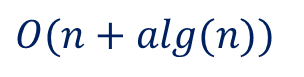 O(n + alg(n))